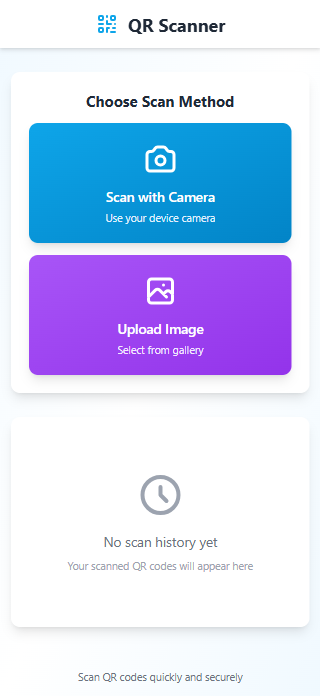 QR Scanner
Choose Scan Method
Scan with Camera
Use your device camera
Upload Image
Select from gallery
No scan history yet
Your scanned QR codes will appear here
Scan QR codes quickly and securely